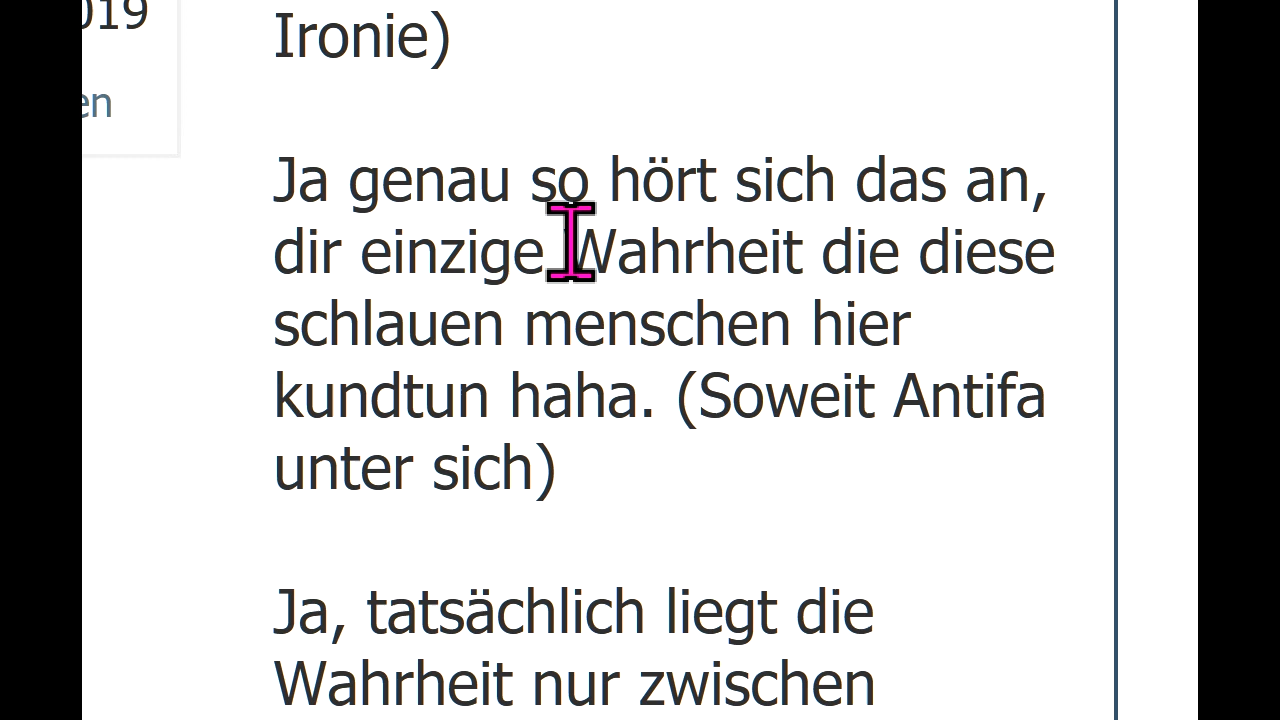 019
en
Ironie)
Ja genau so hört sich das an,
dir einzige Wahrheit die diese
schlauen menschen hier
kundtun haha. (Soweit Antifa
unter sich)
Ja, tatsächlich liegt die
Wahrheit nur zwischen